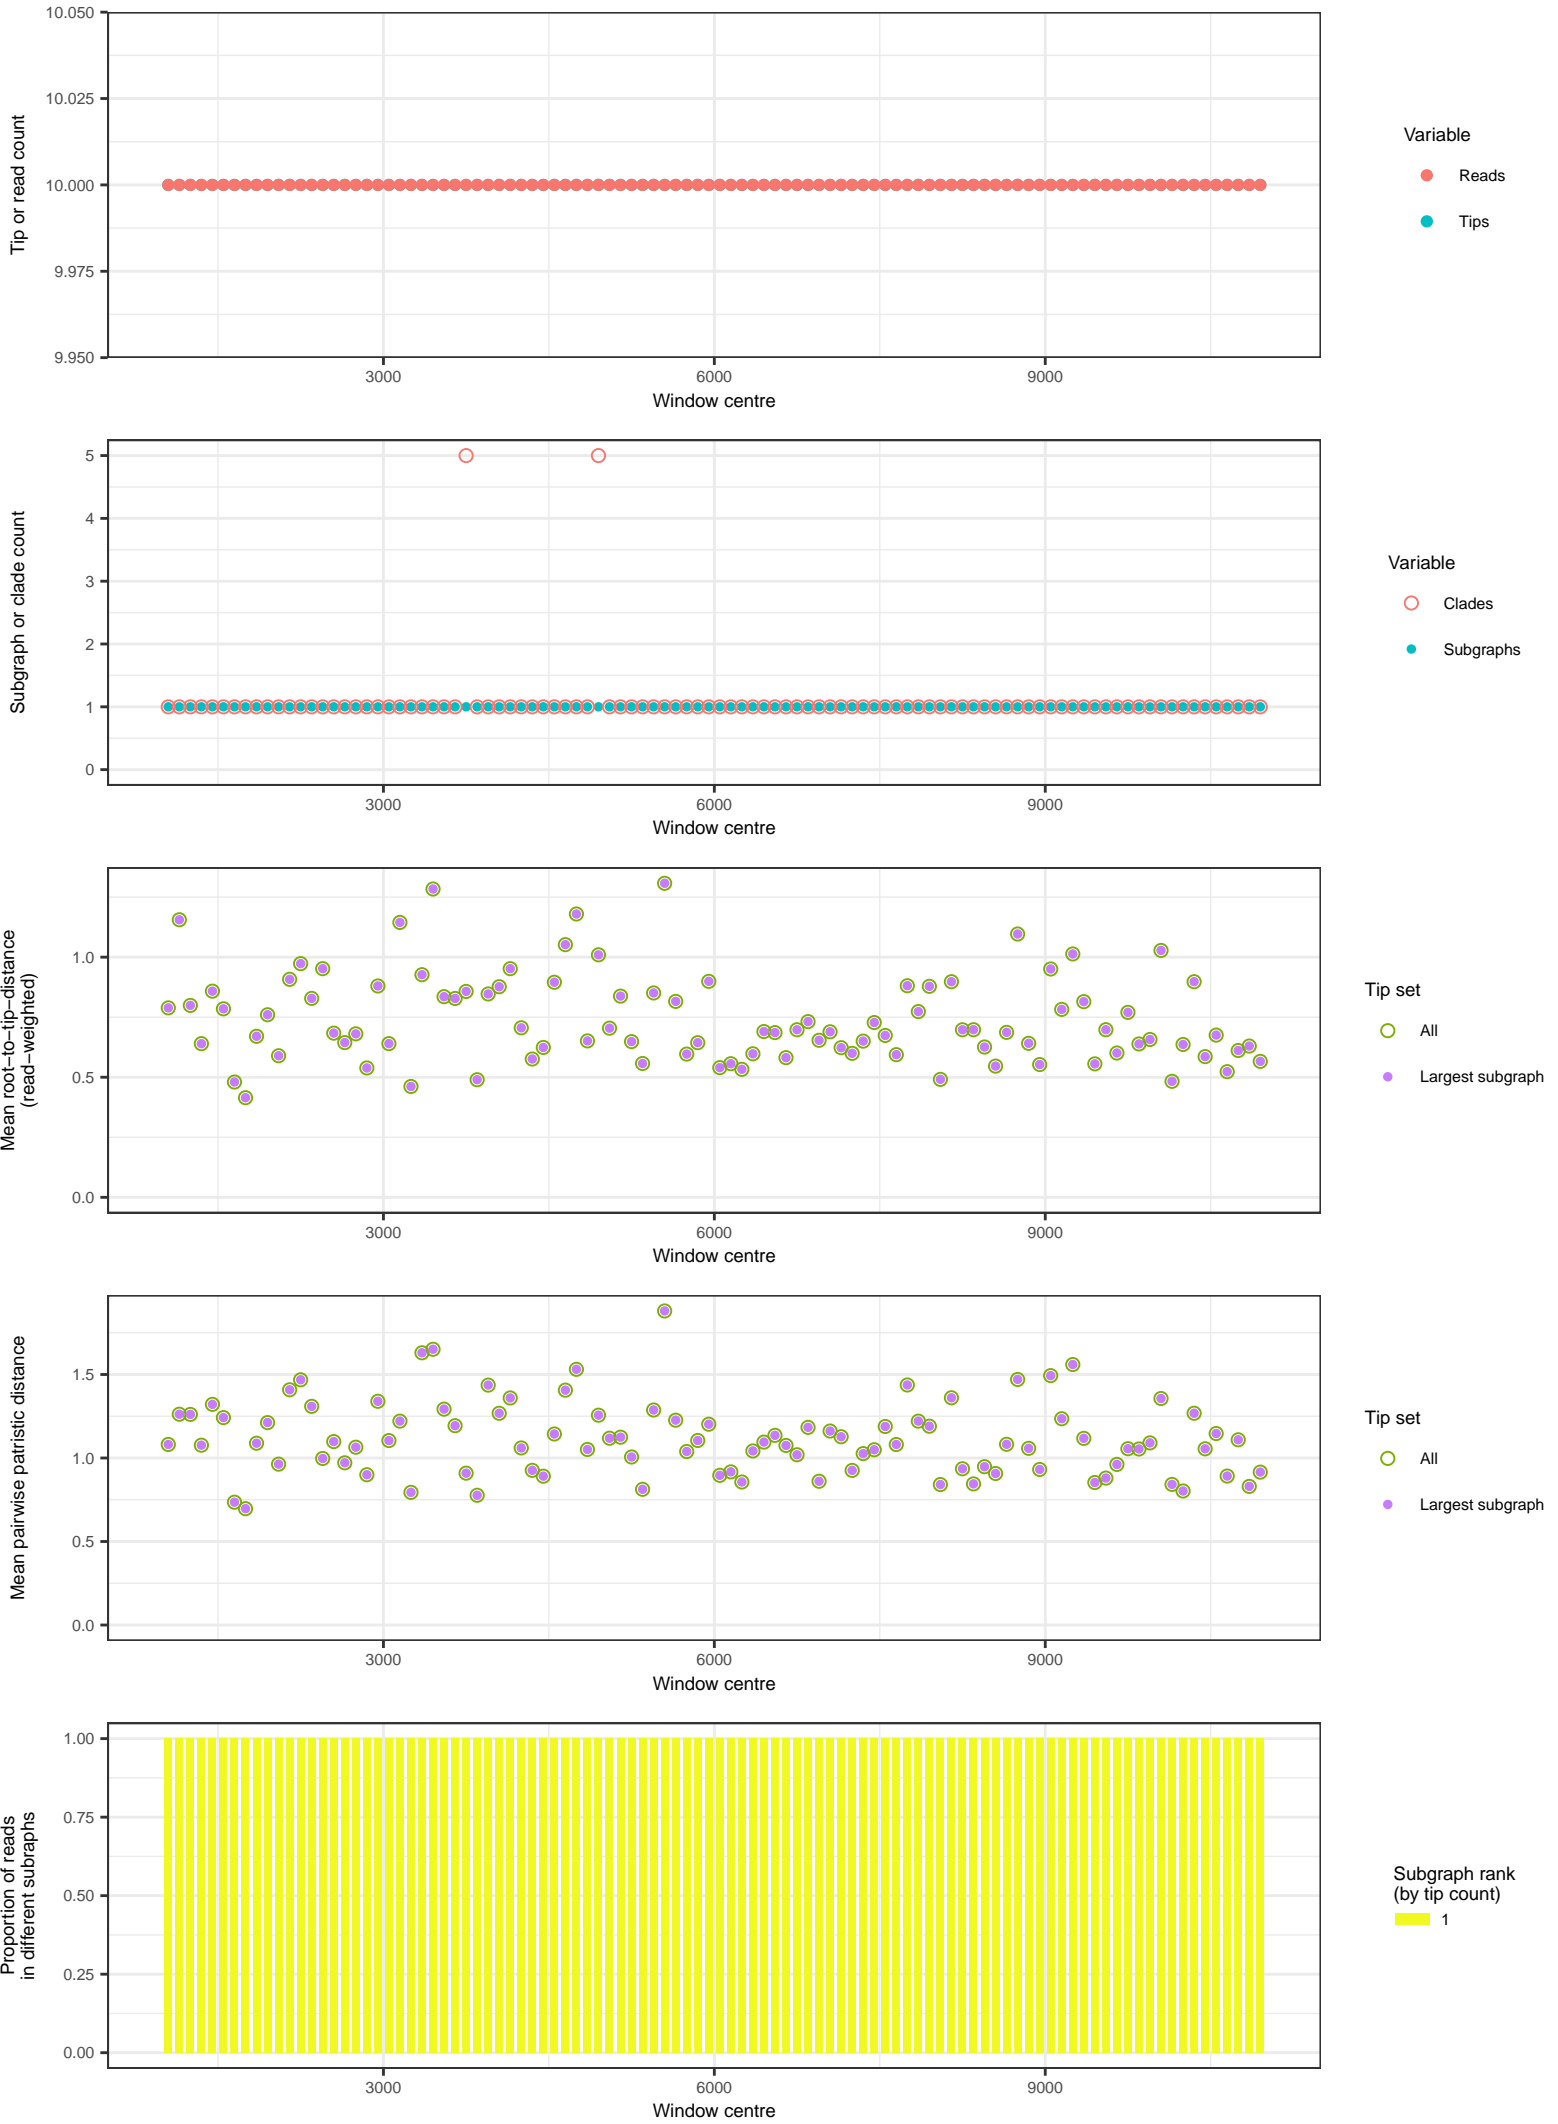 10.050
10.025
10.000
9.975
9.950
Tip or read count
3000 6000 9000
Window centre
Variable
Reads
Tips
5
4
3
2
1
0
Subgraph or clade count
3000 6000 9000
Window centre
Variable
Clades
Subgraphs
1.0
0.5
0.0
Mean root−to−tip−distance
(read−weighted)
3000 6000 9000
Window centre
Tip set
All
Largest subgraph
1.5
1.0
0.5
0.0
Mean pairwise patristic distance
3000 6000 9000
Window centre
Tip set
All
Largest subgraph
1.00
0.75
0.50
0.25
0.00
Proportion of reads
in different subraphs
3000 6000 9000
Window centre
Subgraph rank
(by tip count)
1